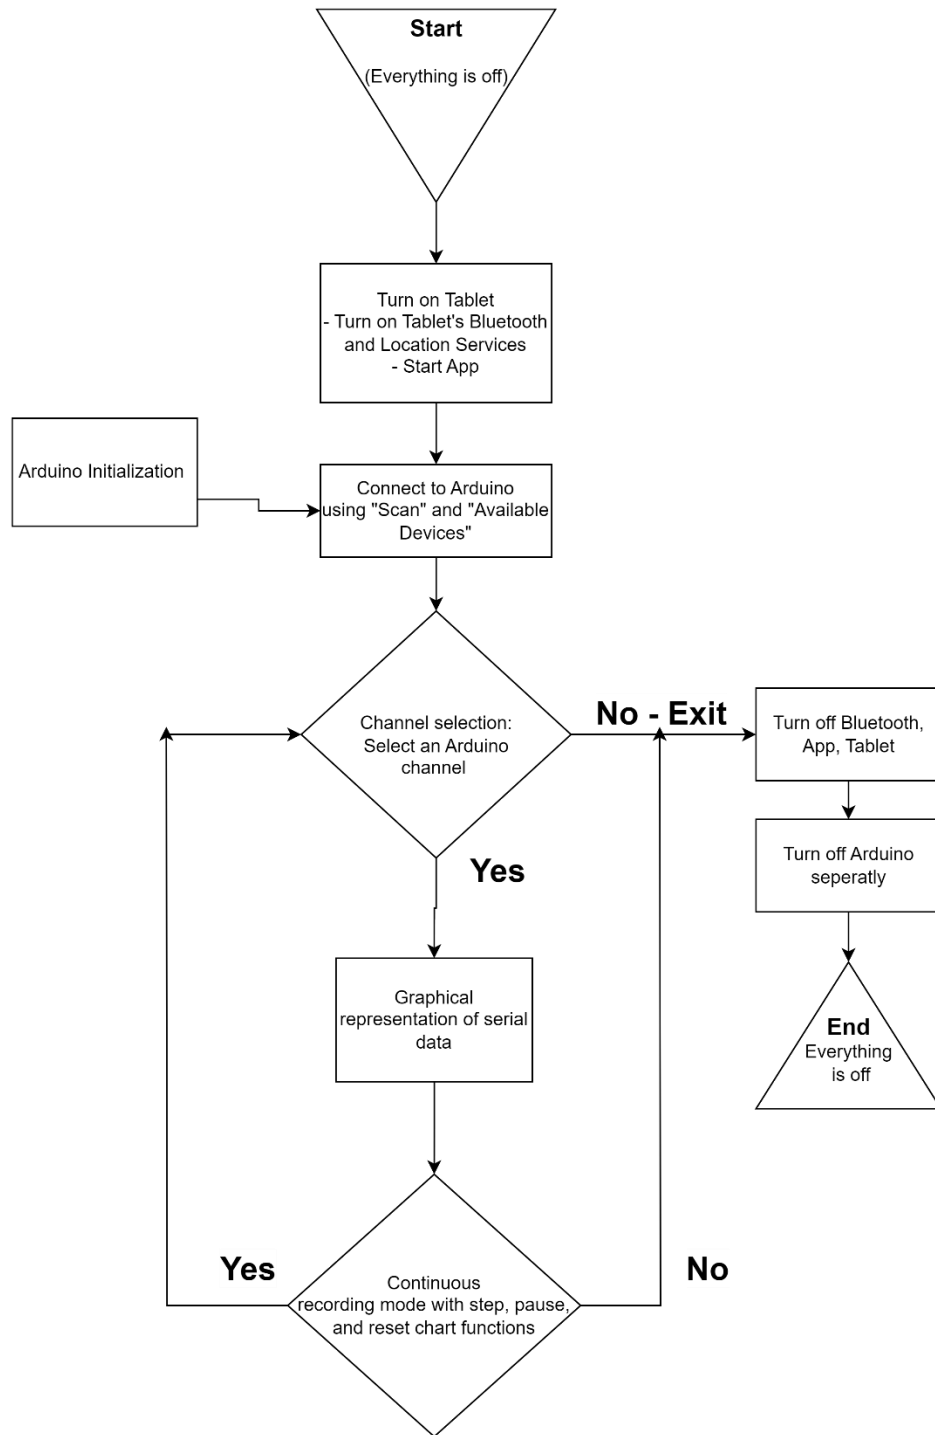 Start
(Everything is off)
Turn on Tablet
- Turn on Tablet's Bluetooth
and Location Services
- Start App
Arduino Initialization
Connect to Arduino
using "Scan" and "Available
Devices"
Channel selection:
Select an Arduino
channel
No - Exit
Turn off Bluetooth,
App, Tablet
Yes
Turn off Arduino
seperatly
Graphical
representation of serial
data
End
Everything
is off
Yes
No
Continuous
recording mode with step, pause,
and reset chart functions